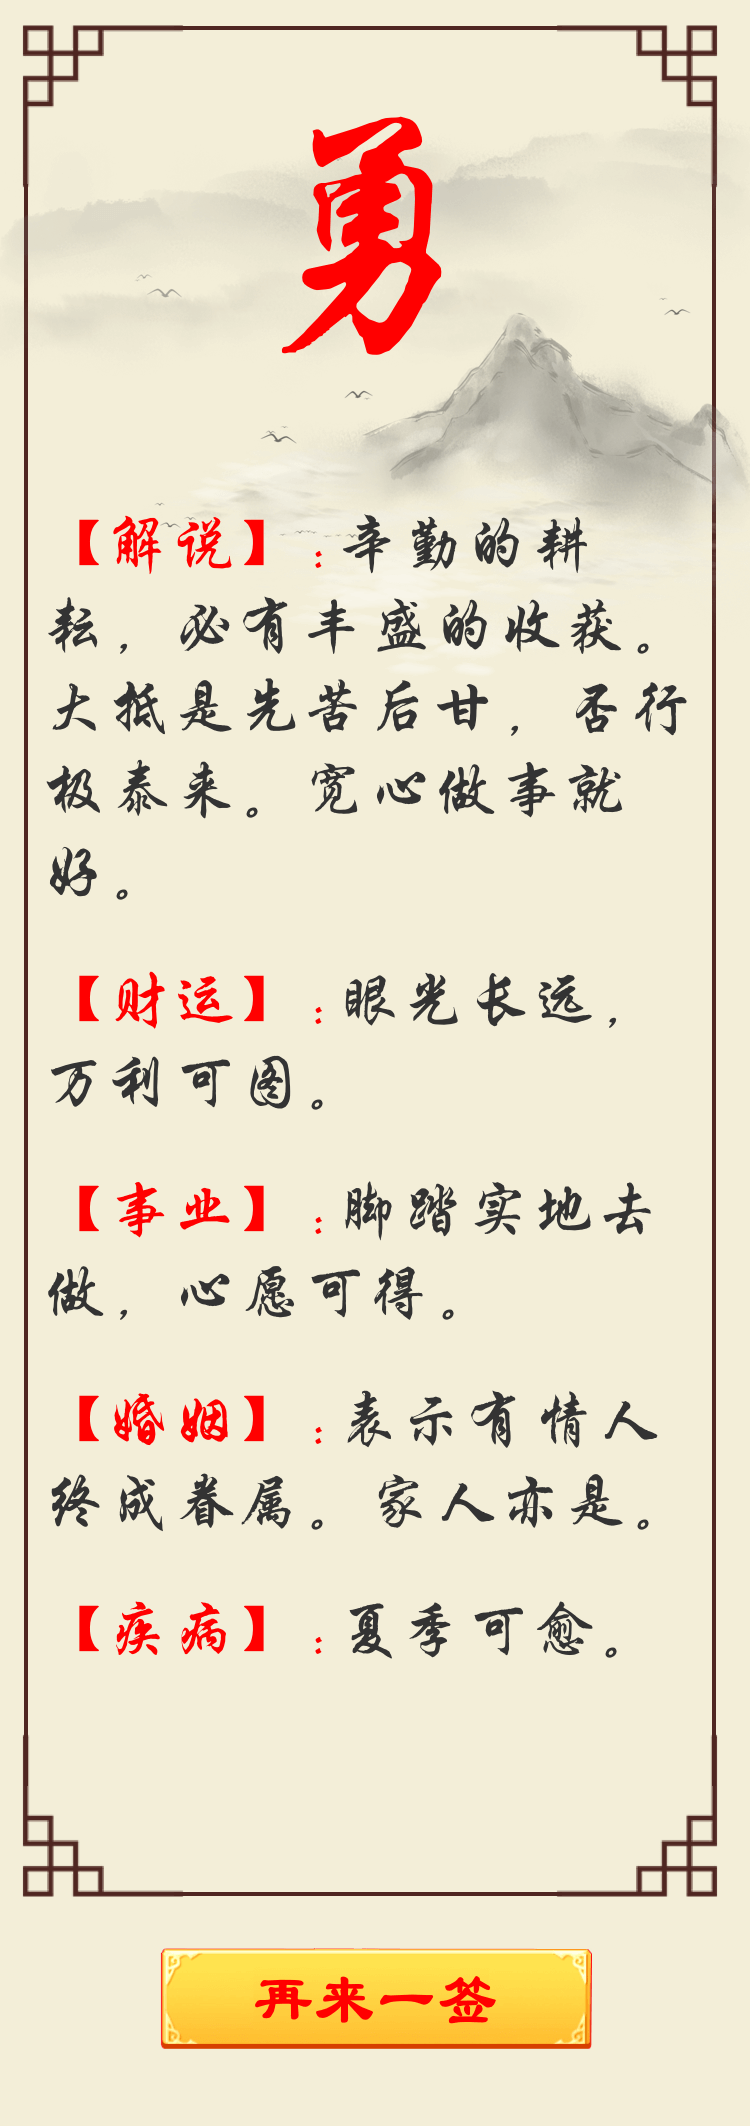 勇
【解说】:辛勤的耕
耘，必有丰盛的收获。
大抵是先苦后甘，否行
极泰来。宽心做事就
好。
【财运】:眼光长远，
万利可图。
【事业】:脚踏实地去
做，心愿可得。
【婚姻】:表示有情人
终成眷属。家人亦是。
【疾病】:夏季可愈。
再来一签